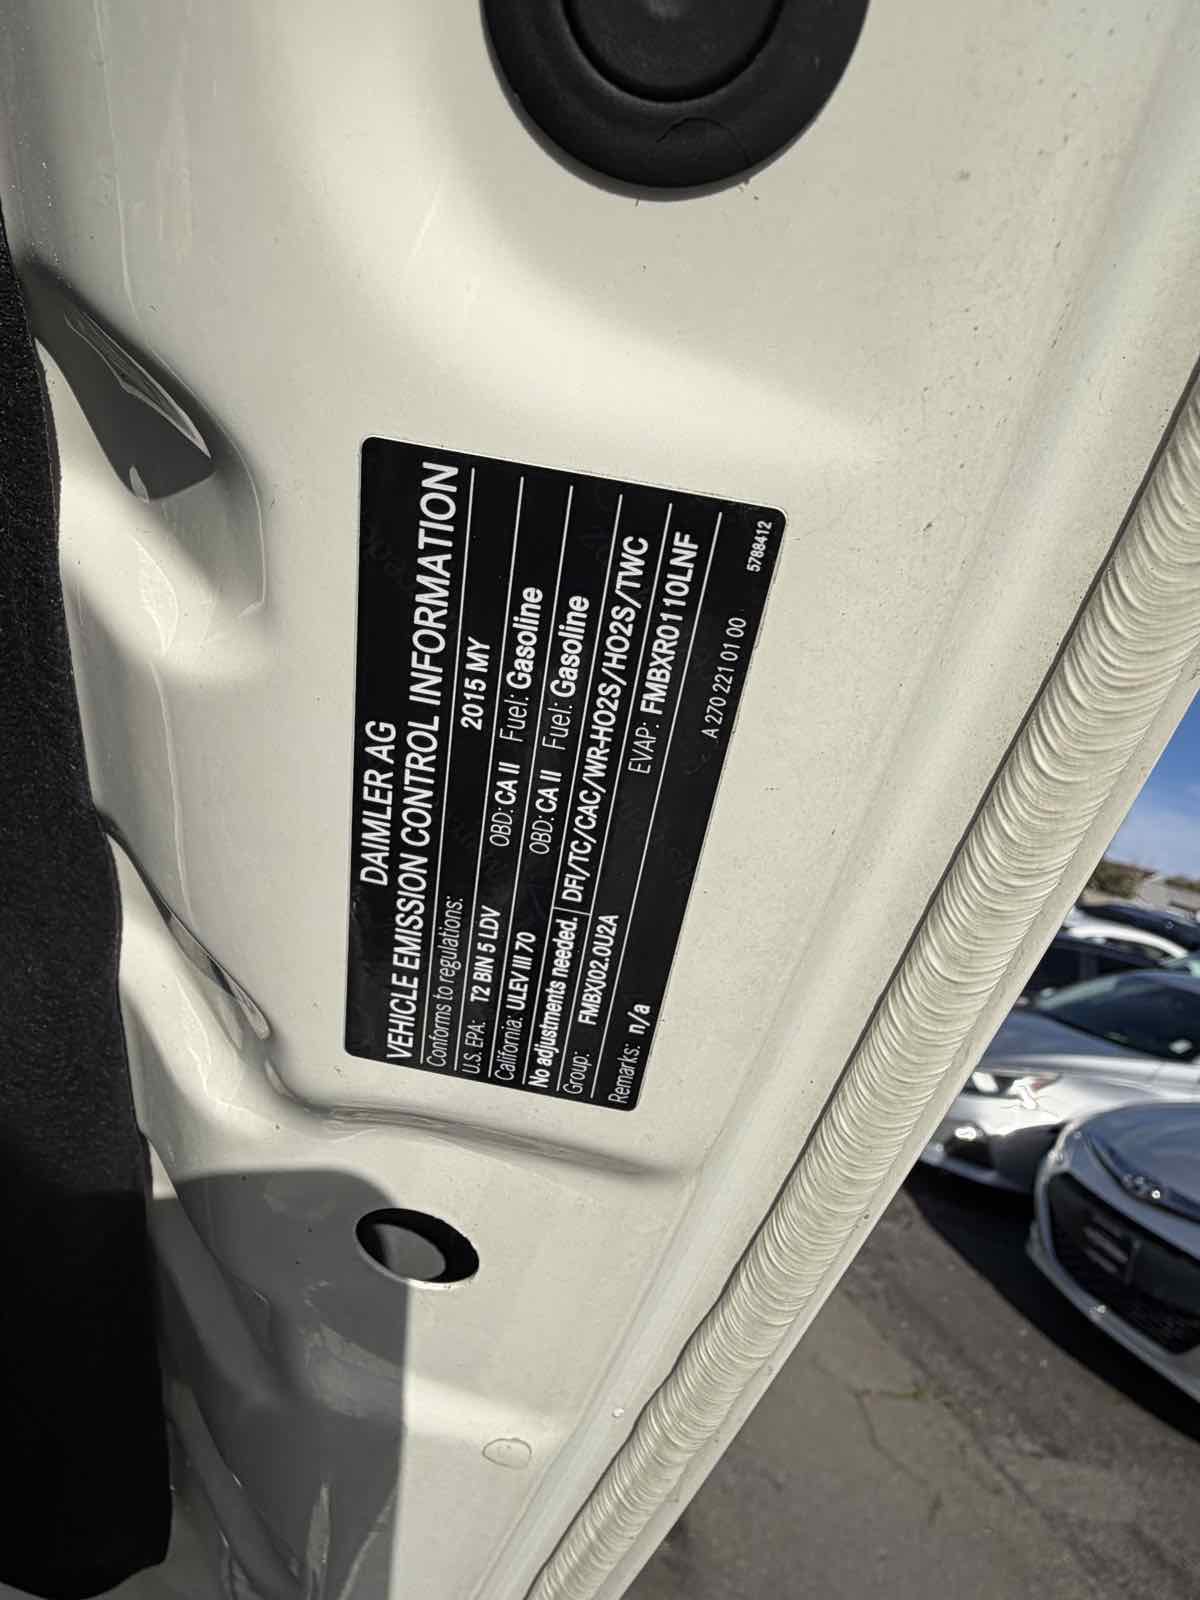 DAIMLER AG
VEHICLE EMISSION CONTROL INFORMATION
Conforms to regulations: 2015 MY
U.S. EPA: T2 BIN 5 LDV OBD: CA II Fuel: Gasoline
California: ULEV III 70 OBD: CA II Fuel: Gasoline
No adjustments needed. DFI/TC/CAC/WR-HO2S/HO2S/TWC
Group: FMBXJ02.0U2A EVAP: FMBXR0110LNF
Remarks: n/a
A 270 221 01 00
5788412